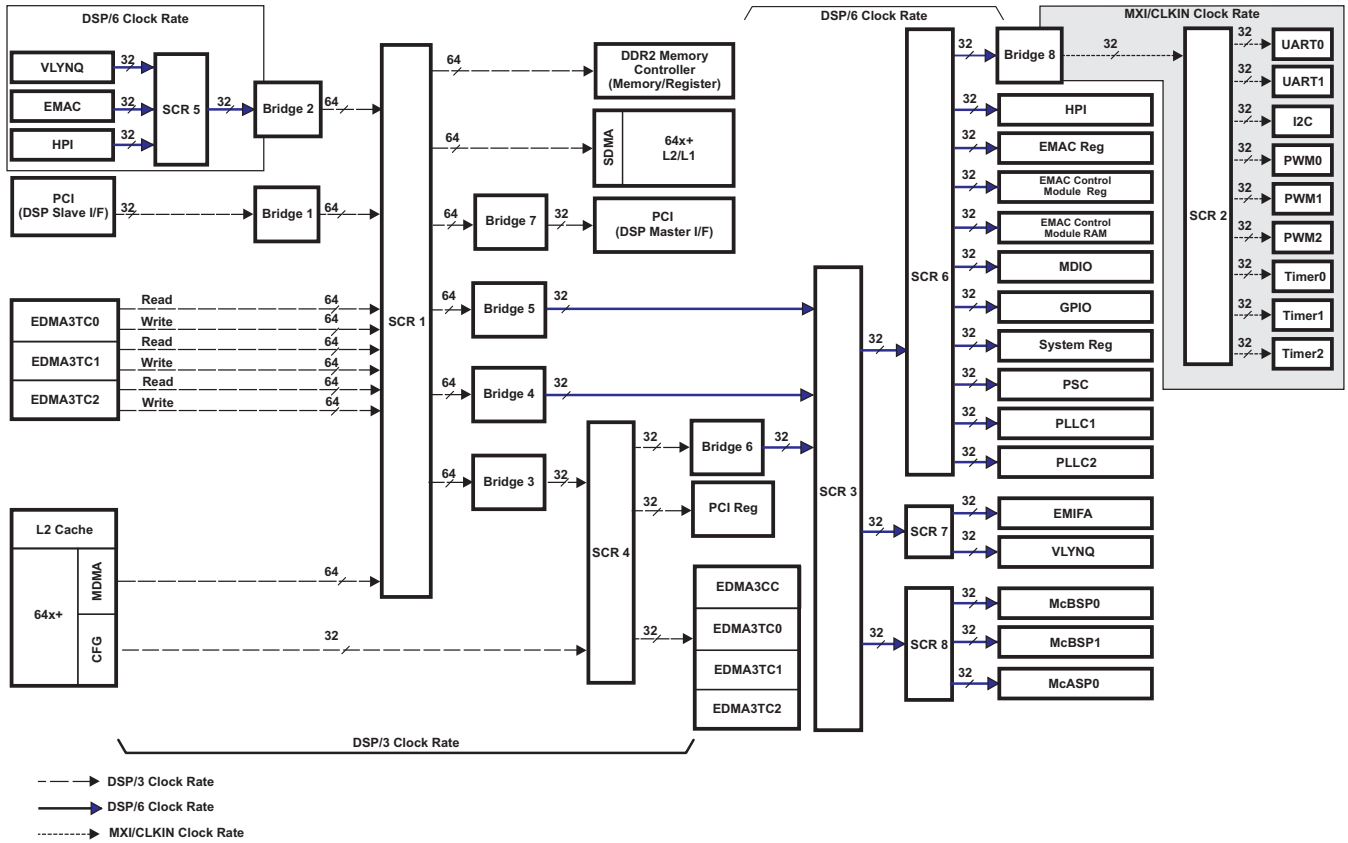 DSP/6 Clock Rate
VLYNQ
32
EMAC
32
HPI
32
SCR 5
32
Bridge 2
64
PCI
(DSP Slave I/F)
32
Bridge 1
64
EDMA3TC0
EDMA3TC1
EDMA3TC2
Read
64
Write
64
Read
64
Write
64
Read
64
Write
64
L2 Cache
64x+
MDMA
CFG
64
32
SCR 1
64
DDR2 Memory
Controller
(Memory/Register)
64
SDMA
64x+
L2/L1
64
Bridge 7
32
PCI
(DSP Master I/F)
64
Bridge 5
32
64
Bridge 4
32
64
Bridge 3
32
SCR 4
32
Bridge 6
32
32
PCI Reg
32
EDMA3CC
EDMA3TC0
EDMA3TC1
EDMA3TC2
SCR 3
32
32
32
DSP/6 Clock Rate
SCR 6
32
Bridge 8
32
32
HPI
32
EMAC Reg
32
EMAC Control
Module Reg
32
EMAC Control
Module RAM
32
MDIO
32
GPIO
32
System Reg
32
PSC
32
PLLC1
32
PLLC2
SCR 7
32
EMIFA
32
VLYNQ
SCR 8
32
McBSP0
32
McBSP1
32
McASP0
MXI/CLKIN Clock Rate
SCR 2
32
UART0
32
UART1
32
I2C
32
PWM0
32
PWM1
32
PWM2
32
Timer0
32
Timer1
32
Timer2
DSP/3 Clock Rate
DSP/3 Clock Rate
DSP/6 Clock Rate
MXI/CLKIN Clock Rate